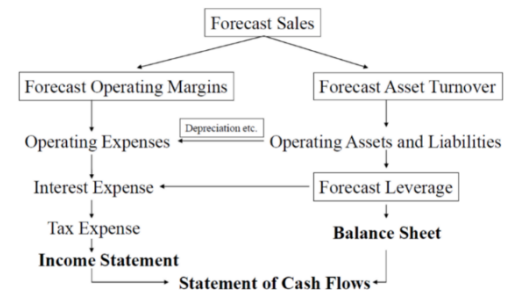 Forecast Sales
Forecast Operating Margins
Forecast Asset Turnover
Depreciation etc.
Operating Expenses
Operating Assets and Liabilities
Interest Expense
Forecast Leverage
Tax Expense
Balance Sheet
Income Statement
Statement of Cash Flows